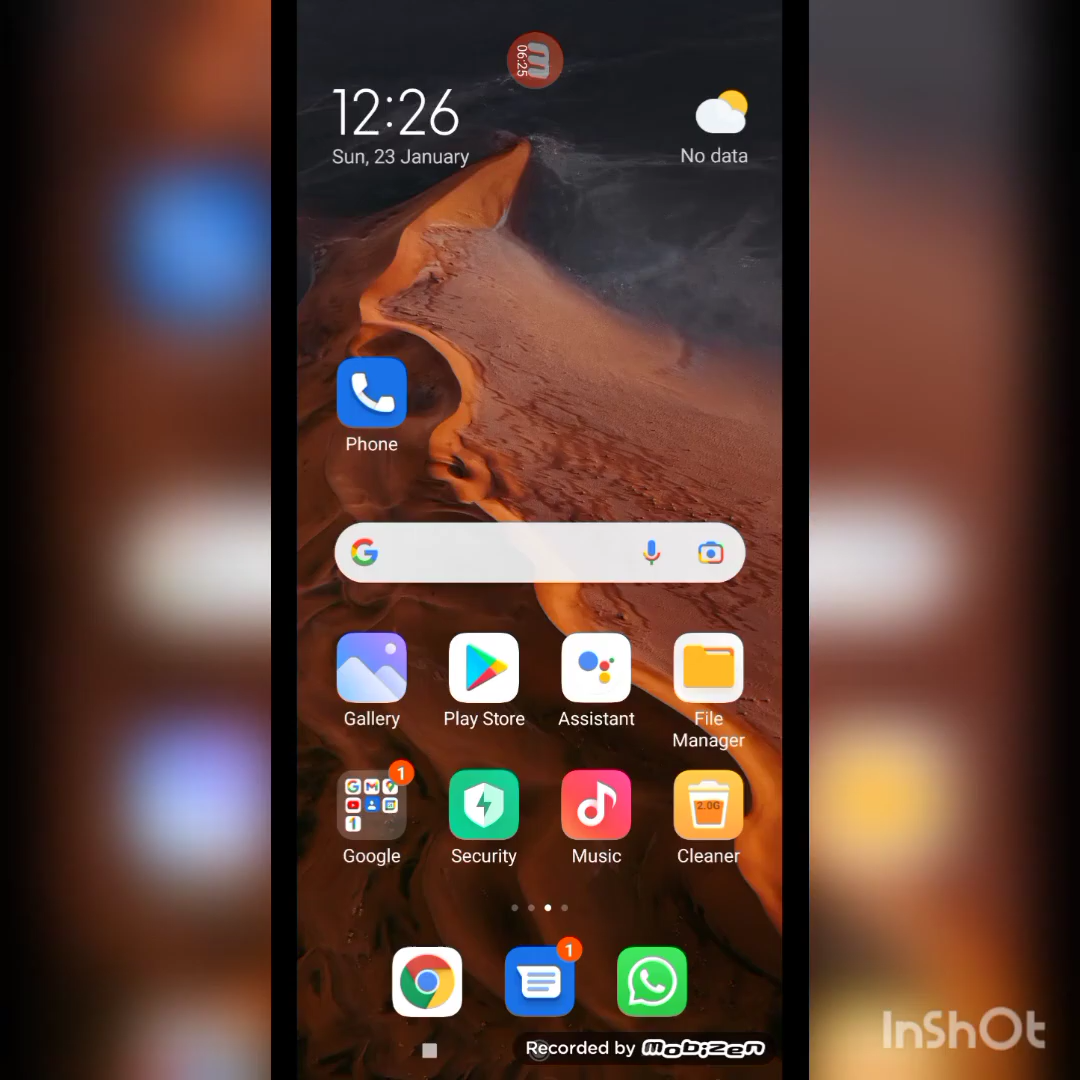 06:25
12:26
Sun, 23 January
No data
Phone
Gallery
Play Store
Assistant
File
Manager
1
2.0G
Google
Security
Music
Cleaner
1
InShOt
Recorded by mobizen